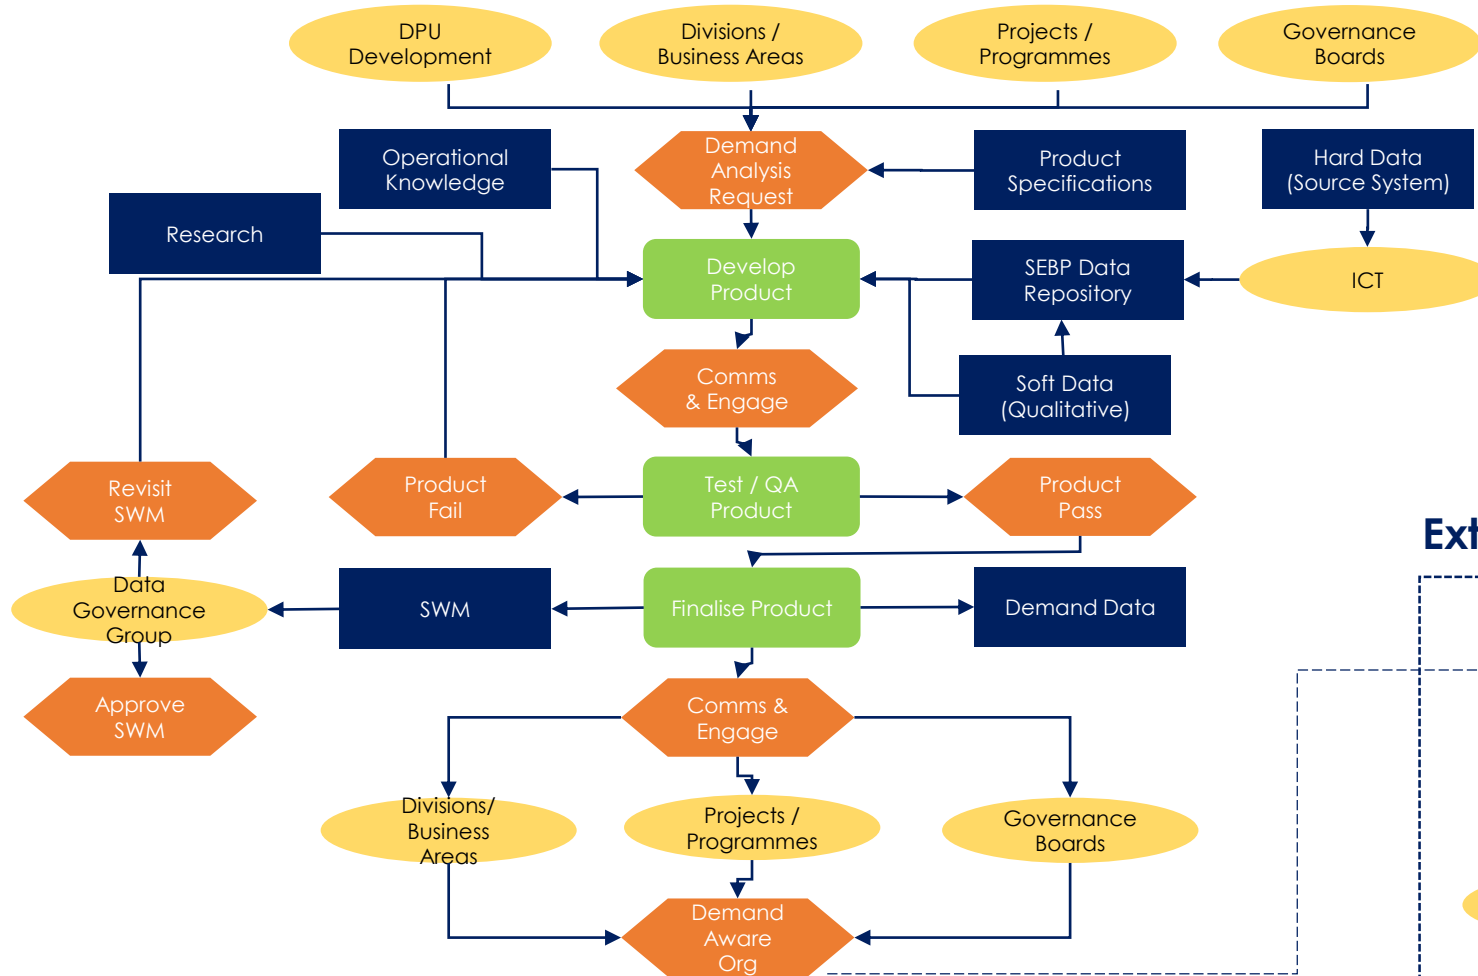 DPU
Development
Divisions /
Business Areas
Projects /
Programmes
Governance
Boards
Operational
Knowledge
Demand
Analysis
Request
Product
Specifications
Hard Data
(Source System)
Research
Develop
Product
SEBP Data
Repository
ICT
Comms
& Engage
Soft Data
(Qualitative)
Revisit
SWM
Product
Fail
Test / QA
Product
Product
Pass
Ext
Data
Governance
Group
SWM
Finalise Product
Demand Data
Approve
SWM
Comms &
Engage
Divisions/
Business
Areas
Projects /
Programmes
Governance
Boards
Demand
Aware
Org